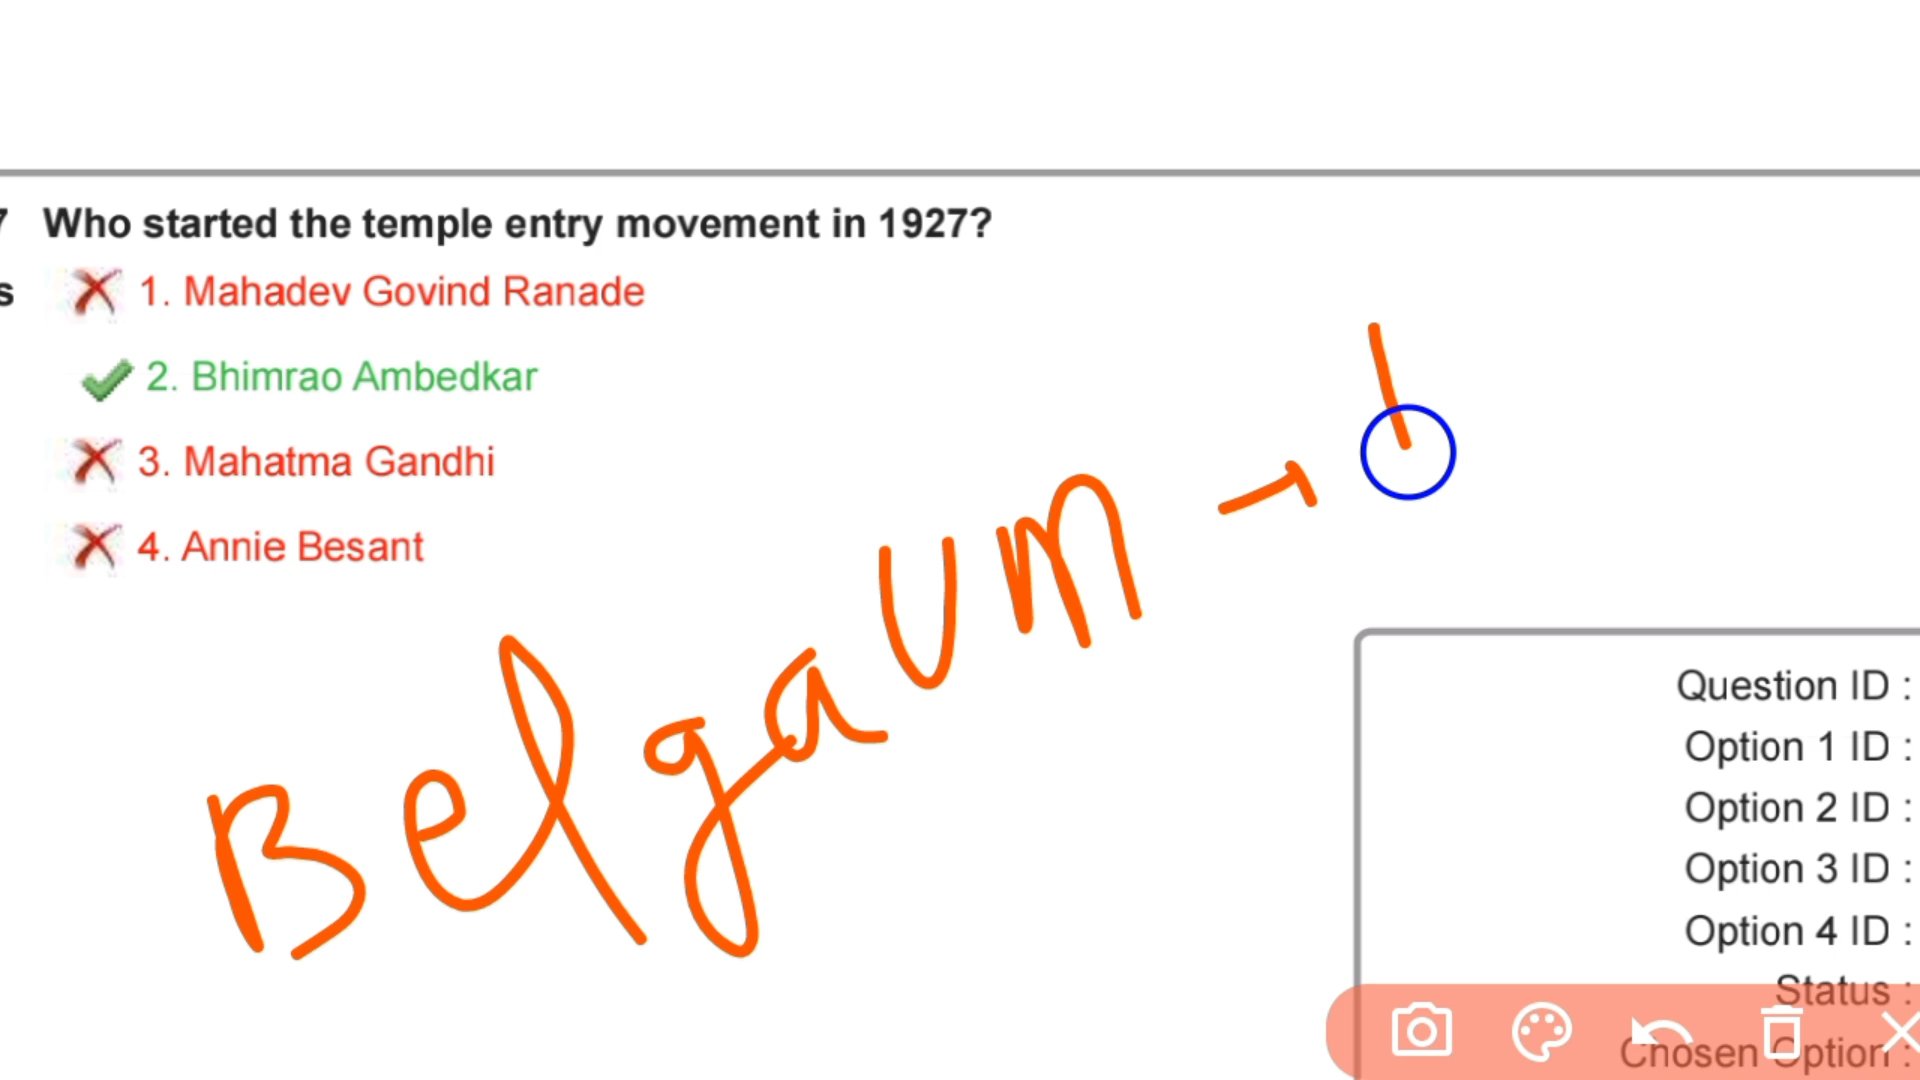 7 Who started the temple entry movement in 1927?
s 1. Mahadev Govind Ranade
2. Bhimrao Ambedkar
3. Mahatma Gandhi
4. Annie Besant
Belgaum →
Question ID :
Option 1 ID :
Option 2 ID :
Option 3 ID :
Option 4 ID :
Status :
Chosen Option :